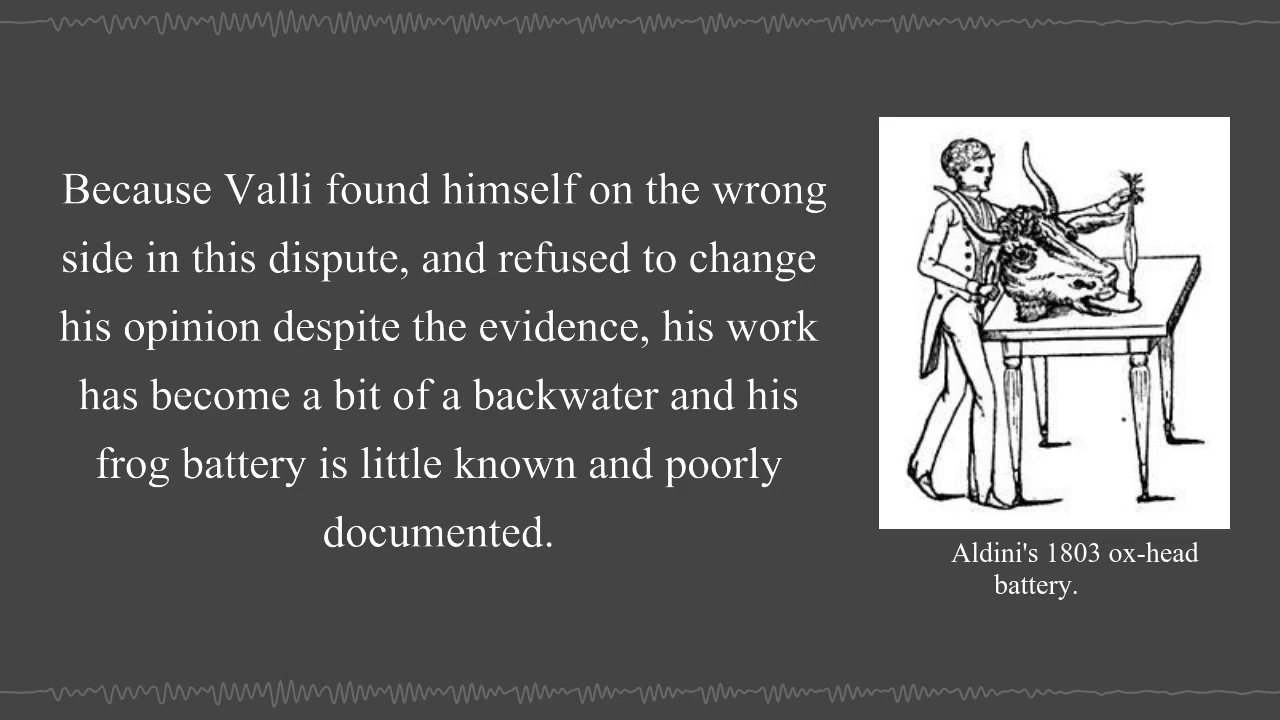 Because Valli found himself on the wrong
side in this dispute, and refused to change
his opinion despite the evidence, his work
has become a bit of a backwater and his
frog battery is little known and poorly
documented.
Aldini's 1803 ox-head
battery.